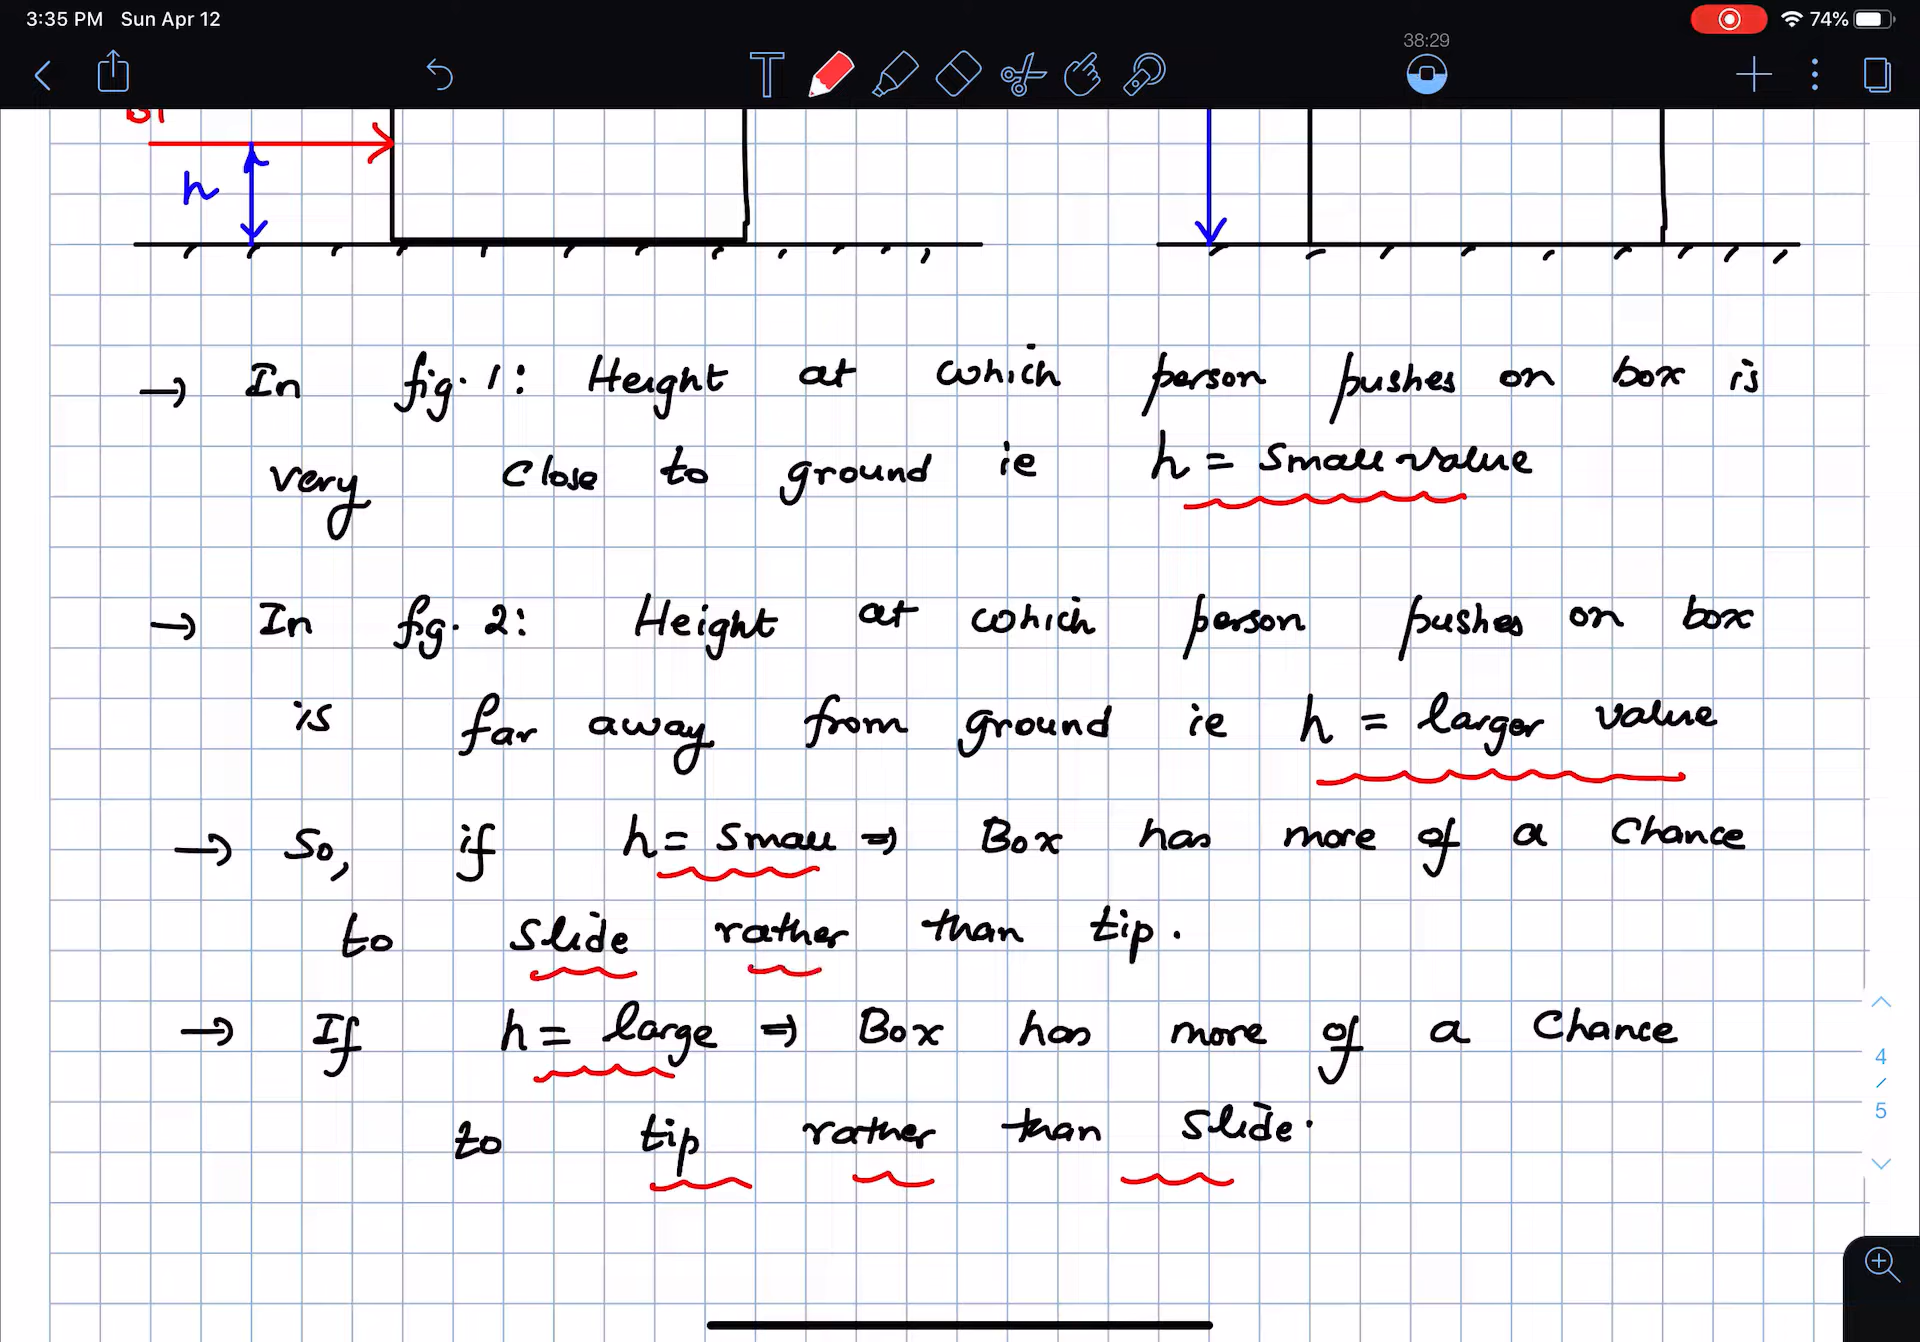 3:35 PM Sun Apr 12
74%
38:29
T
h
→ In fig. 1: Height at which person pushes on box is
very close to ground ie h = small value
→ In fig. 2: Height at which person pushes on box
is far away from ground ie h = larger value
→ So, if h = small ⇒ Box has more of a chance
to slide rather than tip.
→ If h = large ⇒ Box has more of a chance
to tip rather than slide.
4
/
5